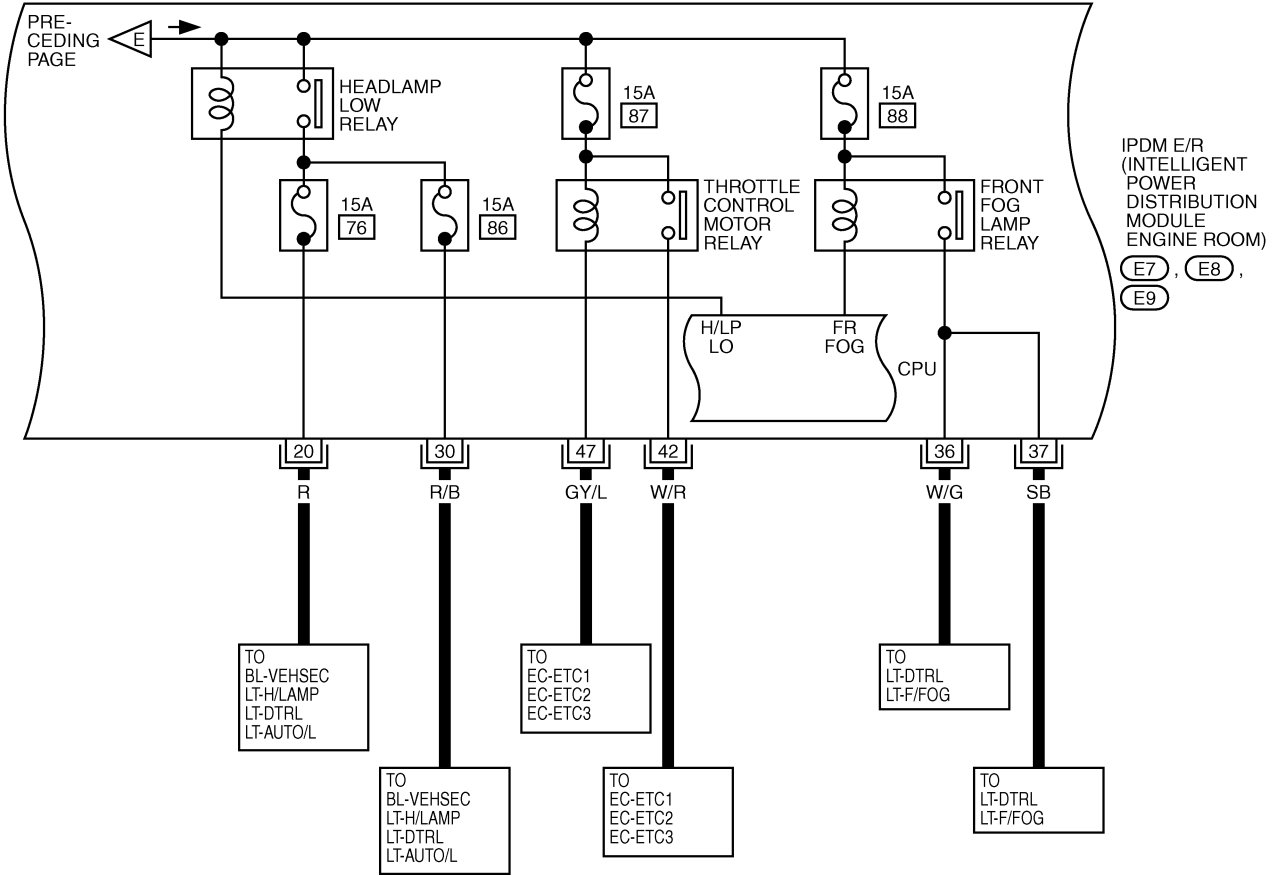 PRE-
CEDING
PAGE
E
HEADLAMP
LOW
RELAY
15A
87
15A
88
IPDM E/R
(INTELLIGENT
POWER
DISTRIBUTION
MODULE
ENGINE ROOM)
E7 , E8 ,
E9
15A
76
15A
86
THROTTLE
CONTROL
MOTOR
RELAY
FRONT
FOG
LAMP
RELAY
H/LP
LO
FR
FOG
CPU
20
30
47
42
36
37
R
R/B
GY/L
W/R
W/G
SB
TO
BL-VEHSEC
LT-H/LAMP
LT-DTRL
LT-AUTO/L
TO
EC-ETC1
EC-ETC2
EC-ETC3
TO
LT-DTRL
LT-F/FOG
TO
BL-VEHSEC
LT-H/LAMP
LT-DTRL
LT-AUTO/L
TO
EC-ETC1
EC-ETC2
EC-ETC3
TO
LT-DTRL
LT-F/FOG